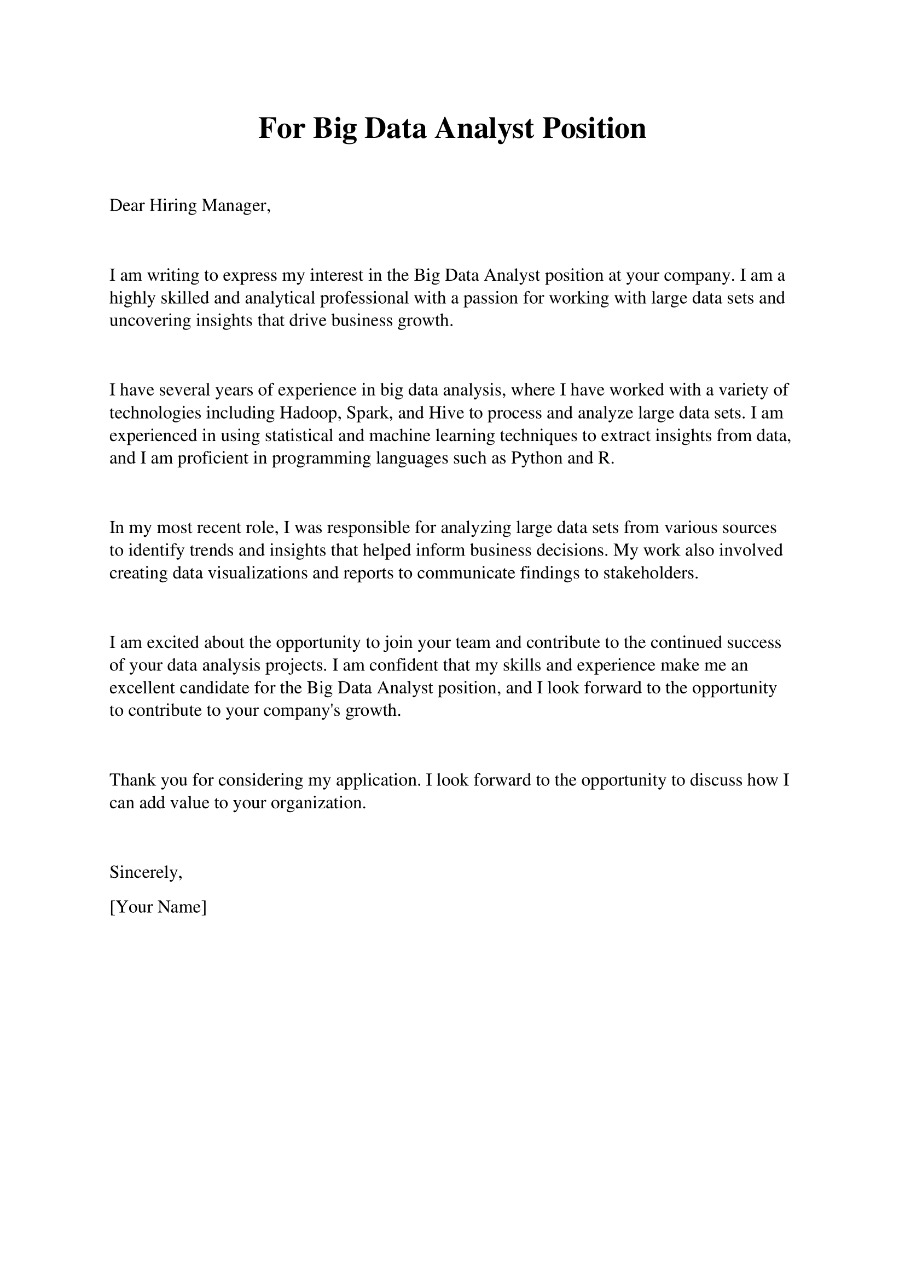 For Big Data Analyst Position
Dear Hiring Manager,
I am writing to express my interest in the Big Data Analyst position at your company. I am a
highly skilled and analytical professional with a passion for working with large data sets and
uncovering insights that drive business growth.
I have several years of experience in big data analysis, where I have worked with a variety of
technologies including Hadoop, Spark, and Hive to process and analyze large data sets. I am
experienced in using statistical and machine learning techniques to extract insights from data,
and I am proficient in programming languages such as Python and R.
In my most recent role, I was responsible for analyzing large data sets from various sources
to identify trends and insights that helped inform business decisions. My work also involved
creating data visualizations and reports to communicate findings to stakeholders.
I am excited about the opportunity to join your team and contribute to the continued success
of your data analysis projects. I am confident that my skills and experience make me an
excellent candidate for the Big Data Analyst position, and I look forward to the opportunity
to contribute to your company's growth.
Thank you for considering my application. I look forward to the opportunity to discuss how I
can add value to your organization.
Sincerely,
[Your Name]